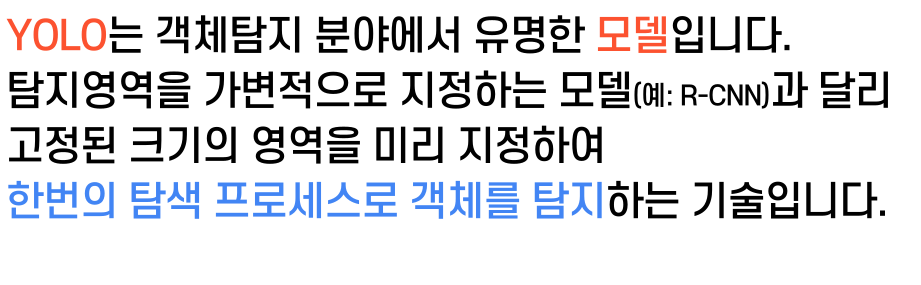 YOLO는 객체탐지 분야에서 유명한 모델입니다.
탐지영역을 가변적으로 지정하는 모델(예: R-CNN)과 달리
고정된 크기의 영역을 미리 지정하여
한번의 탐색 프로세스로 객체를 탐지하는 기술입니다.